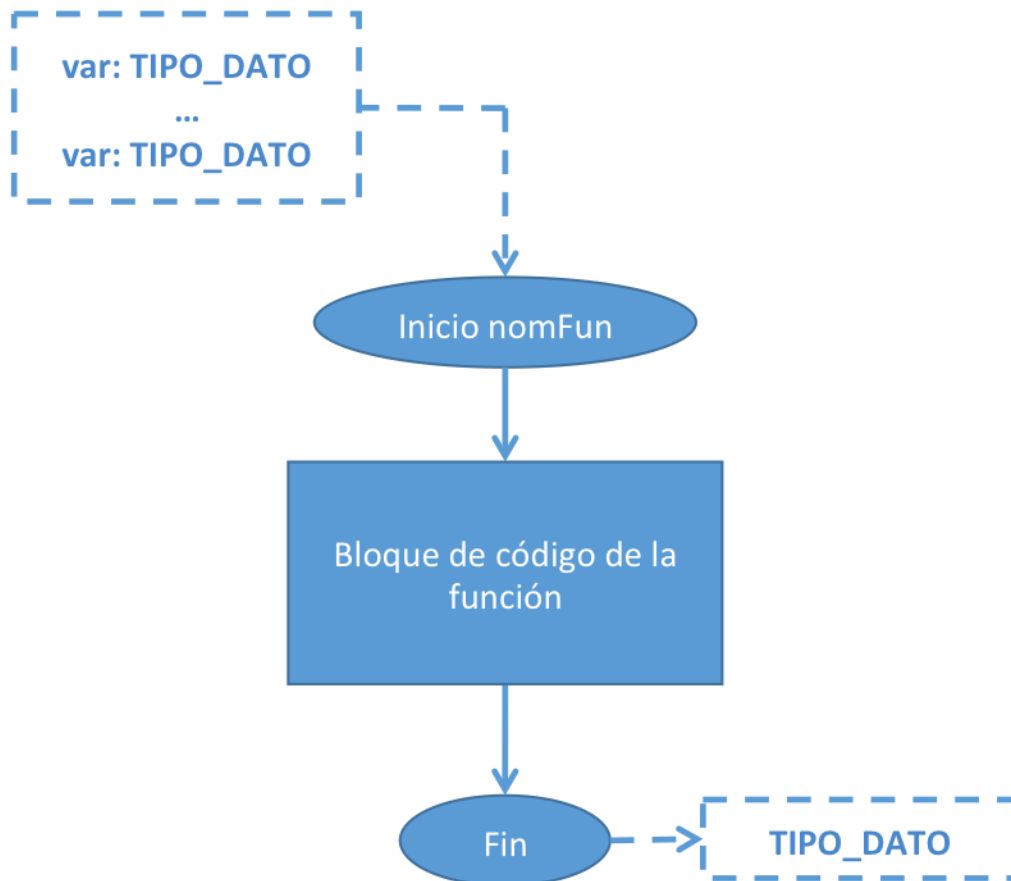 var: TIPO_DATO
...
var: TIPO_DATO
Inicio nomFun
Bloque de código de la
función
Fin
TIPO_DATO